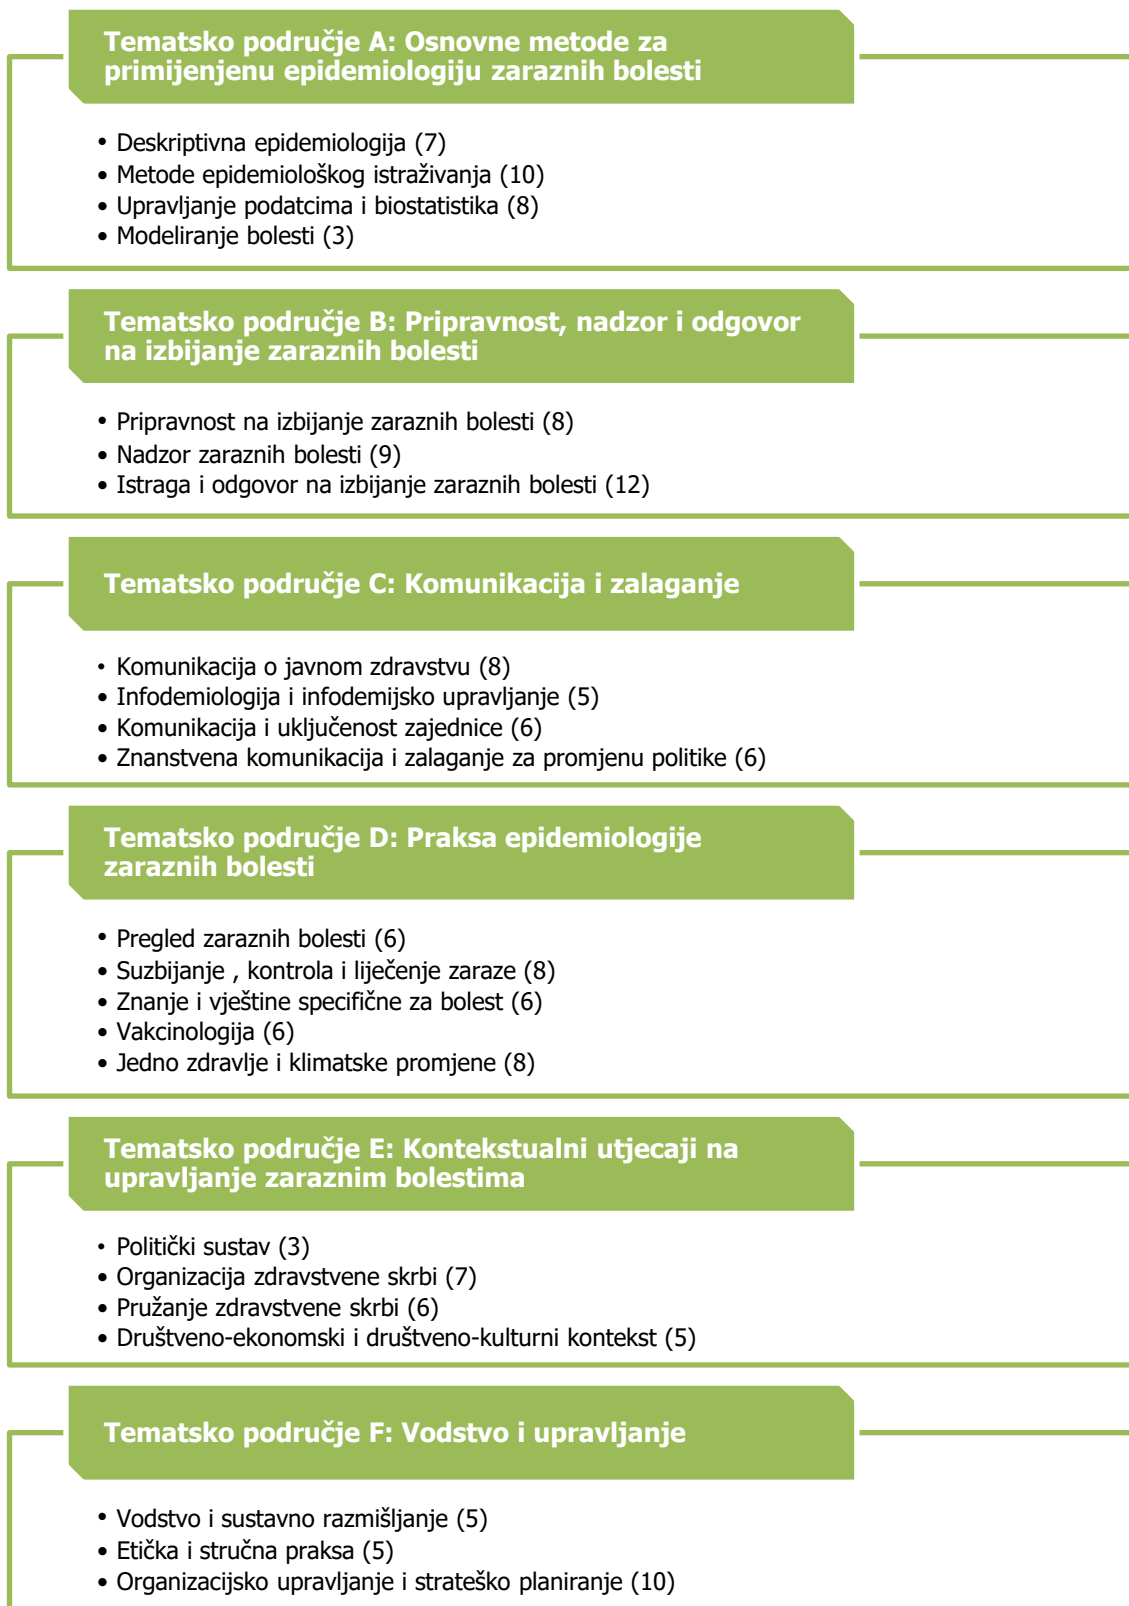 Tematsko područje A: Osnovne metode za
primijenjenu epidemiologiju zaraznih bolesti
• Deskriptivna epidemiologija (7)
• Metode epidemiološkog istraživanja (10)
• Upravljanje podatcima i biostatistika (8)
• Modeliranje bolesti (3)
Tematsko područje B: Pripravnost, nadzor i odgovor
na izbijanje zaraznih bolesti
• Pripravnost na izbijanje zaraznih bolesti (8)
• Nadzor zaraznih bolesti (9)
• Istraga i odgovor na izbijanje zaraznih bolesti (12)
Tematsko područje C: Komunikacija i zalaganje
• Komunikacija o javnom zdravstvu (8)
• Infodemiologija i infodemijsko upravljanje (5)
• Komunikacija i uključenost zajednice (6)
• Znanstvena komunikacija i zalaganje za promjenu politike (6)
Tematsko područje D: Praksa epidemiologije
zaraznih bolesti
• Pregled zaraznih bolesti (6)
• Suzbijanje , kontrola i liječenje zaraze (8)
• Znanje i vještine specifične za bolest (6)
• Vakcinologija (6)
• Jedno zdravlje i klimatske promjene (8)
Tematsko područje E: Kontekstualni utjecaji na
upravljanje zaraznim bolestima
• Politički sustav (3)
• Organizacija zdravstvene skrbi (7)
• Pružanje zdravstvene skrbi (6)
• Društveno-ekonomski i društveno-kulturni kontekst (5)
Tematsko područje F: Vodstvo i upravljanje
• Vodstvo i sustavno razmišljanje (5)
• Etička i stručna praksa (5)
• Organizacijsko upravljanje i strateško planiranje (10)